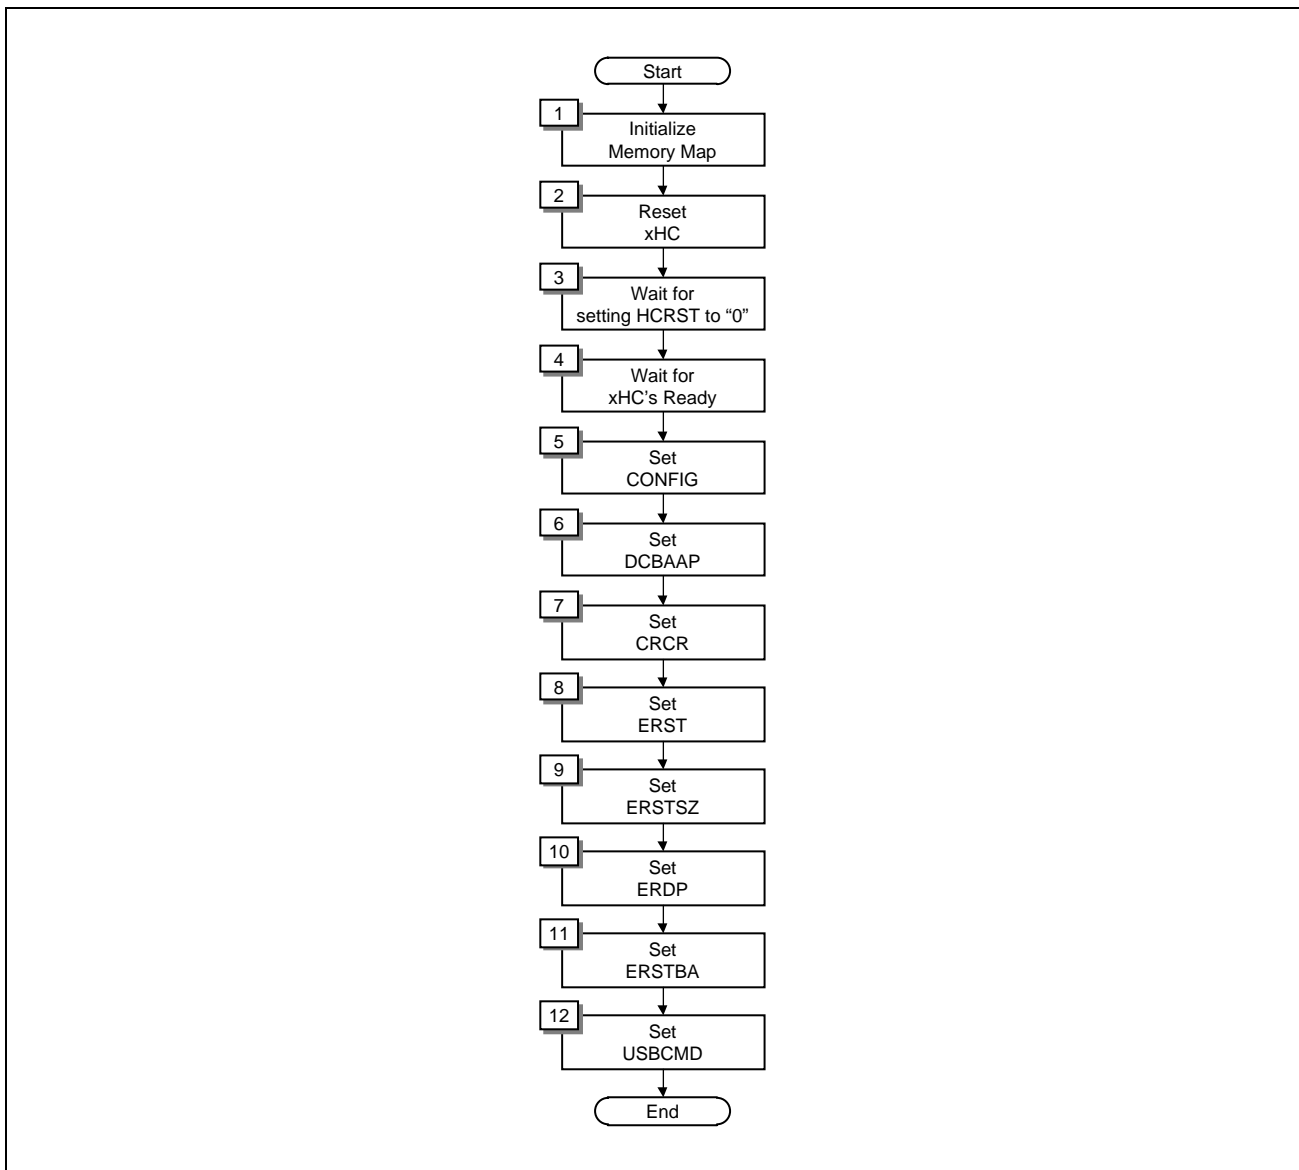 Start
1
Initialize
Memory Map
2
Reset
xHC
3
Wait for
setting HCRST to “0”
4
Wait for
xHC’s Ready
5
Set
CONFIG
6
Set
DCBAAP
7
Set
CRCR
8
Set
ERST
9
Set
ERSTSZ
10
Set
ERDP
11
Set
ERSTBA
12
Set
USBCMD
End